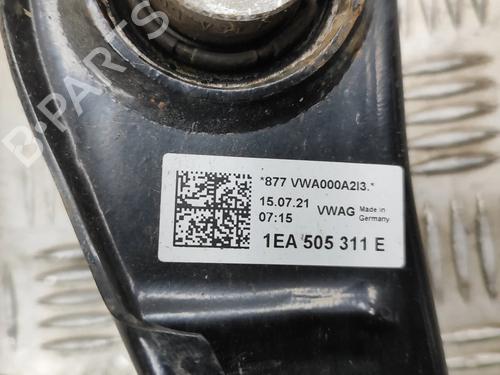 B-PARTS
*877 VWA000A2I3.*
15.07.21
07:15
VWAG
Made in
Germany
1EA 505 311 E